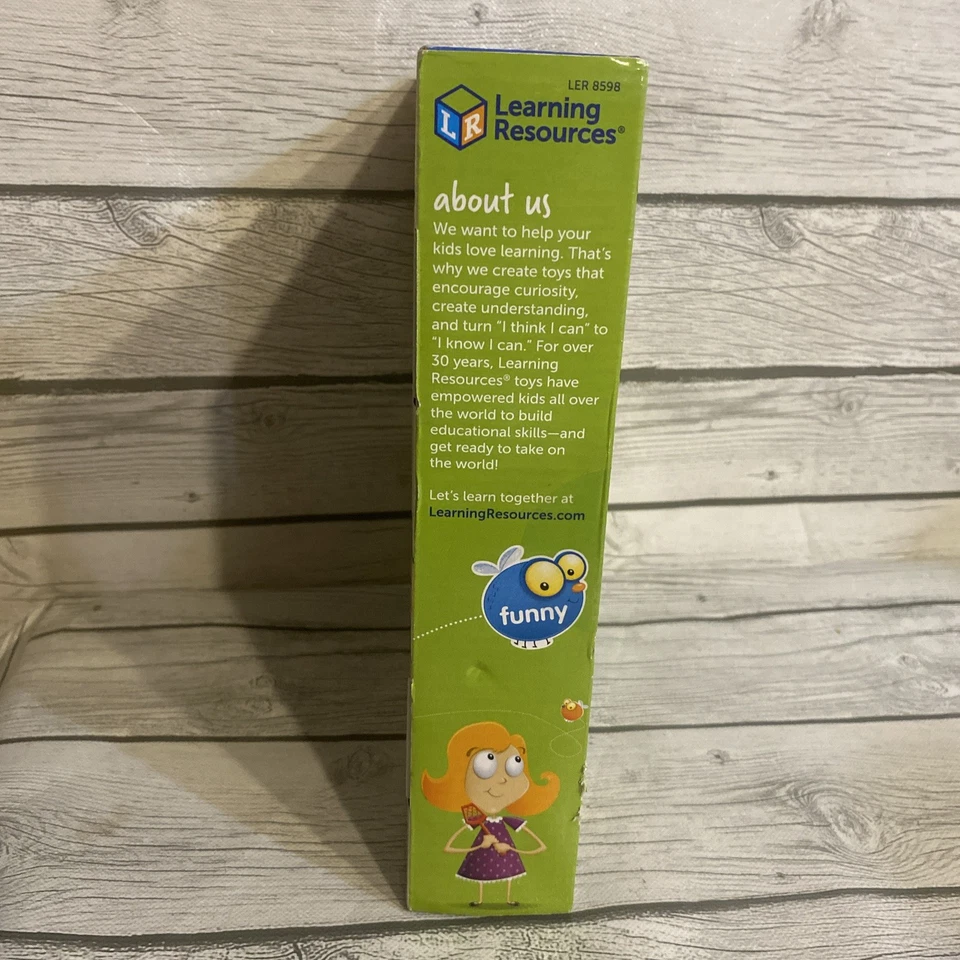 LER 8598
LR Learning
Resources®
about us
We want to help your
kids love learning. That's
why we create toys that
encourage curiosity,
create understanding,
and turn "I think I can" to
"I know I can." For over
30 years, Learning
Resources® toys have
empowered kids all over
the world to build
educational skills—and
get ready to take on
the world!
Let's learn together at
LearningResources.com
funny